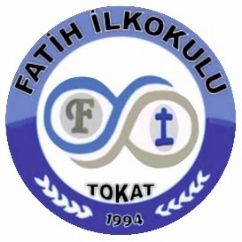 FATİH İLKOKULU
F İ
TOKAT
1994